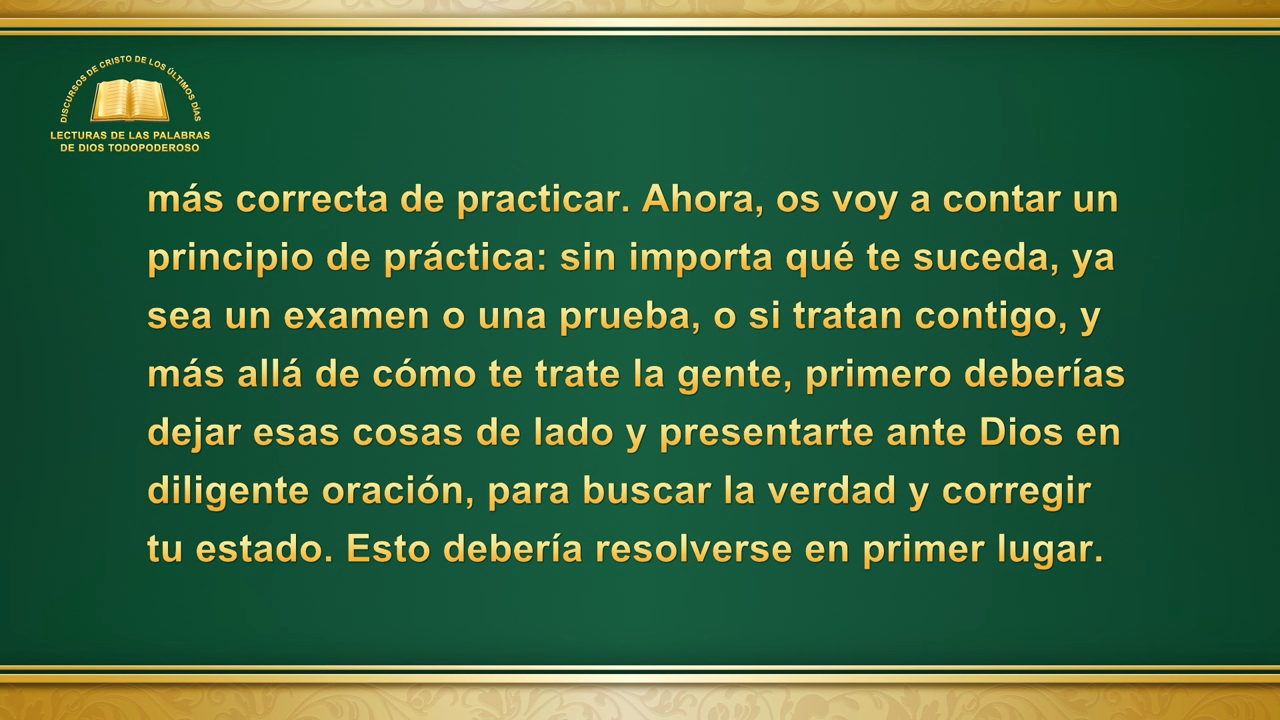 DISCURSOS DE CRISTO DE LOS ÚLTIMOS DÍAS
LECTURAS DE LAS PALABRAS
DE DIOS TODOPODEROSO
más correcta de practicar. Ahora, os voy a contar un
principio de práctica: sin importa qué te suceda, ya
sea un examen o una prueba, o si tratan contigo, y
más allá de cómo te trate la gente, primero deberías
dejar esas cosas de lado y presentarte ante Dios en
diligente oración, para buscar la verdad y corregir
tu estado. Esto debería resolverse en primer lugar.